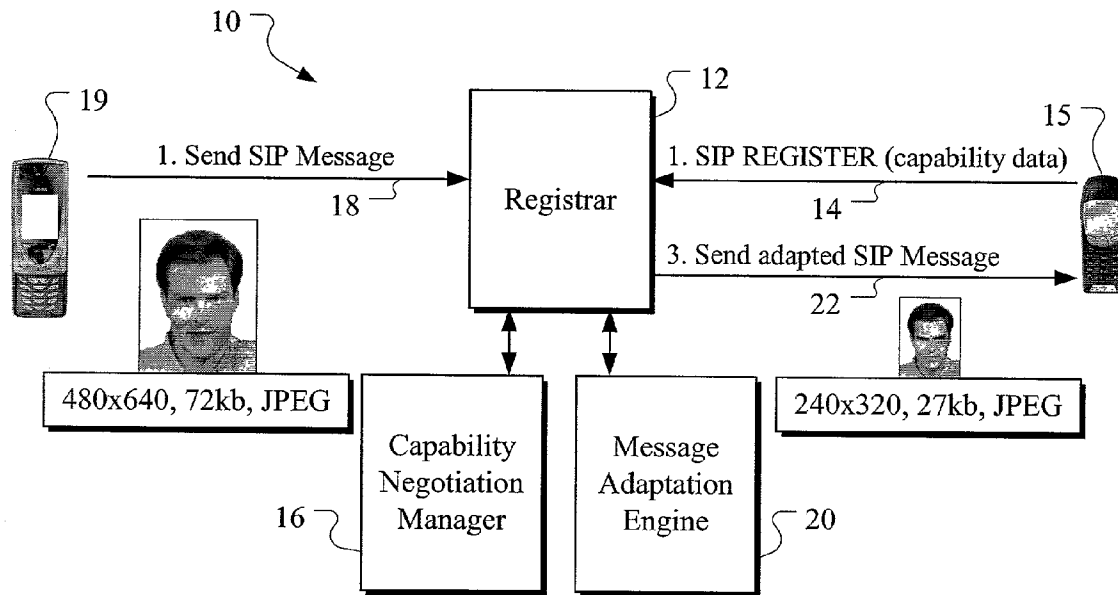 10
19
12
15
1. Send SIP Message
18
Registrar
1. SIP REGISTER (capability data)
14
3. Send adapted SIP Message
22
480x640, 72kb, JPEG
240x320, 27kb, JPEG
Capability
Negotiation
Manager
16
Message
Adaptation
Engine
20